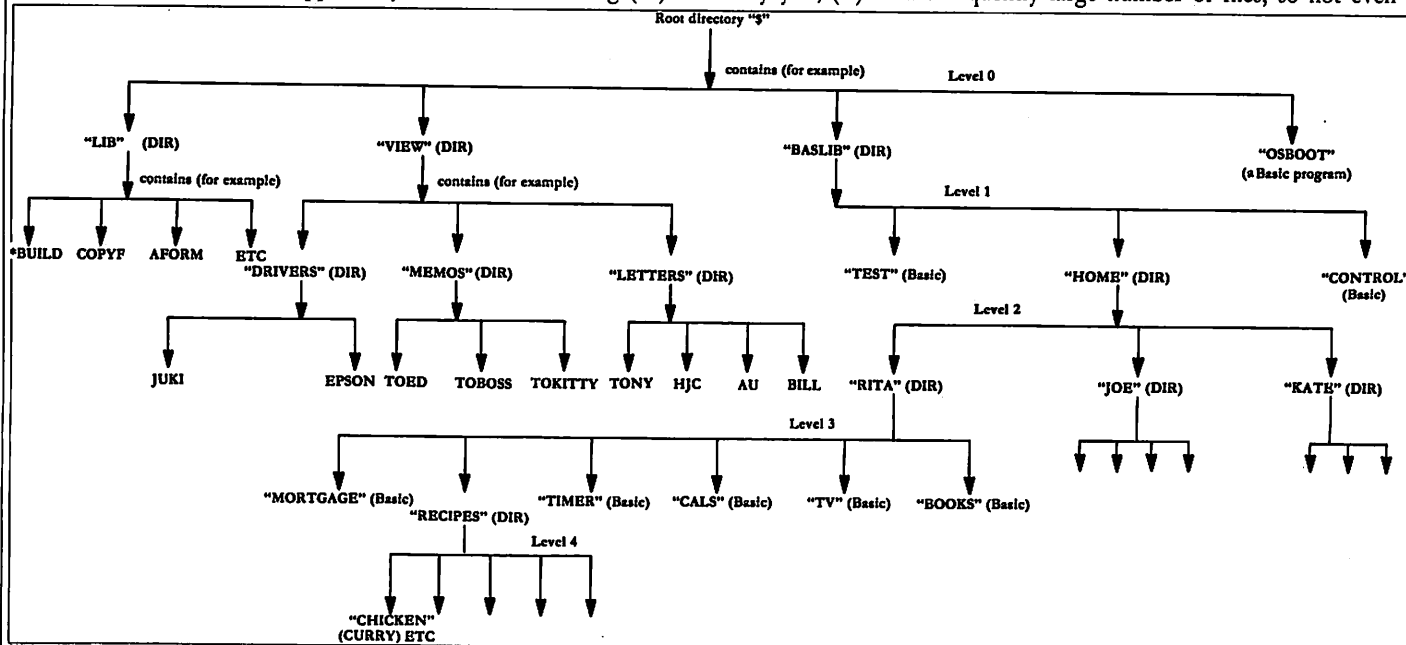 Root directory "$"
contains (for example)
Level 0
"LIB" (DIR)
"VIEW" (DIR)
"BASLIB" (DIR)
"OSBOOT"
(a Basic program)
contains (for example)
contains (for example)
Level 1
*BUILD COPYF AFORM ETC
"DRIVERS" (DIR)
"MEMOS" (DIR)
"LETTERS" (DIR)
"TEST" (Basic)
"HOME" (DIR)
"CONTROL"
(Basic)
Level 2
JUKI
EPSON
TOED
TOBOSS
TOKITTY
TONY
HJC
AU
BILL
"RITA" (DIR)
"JOE" (DIR)
"KATE" (DIR)
Level 3
"MORTGAGE" (Basic)
"RECIPES" (DIR)
"TIMER" (Basic)
"CALS" (Basic)
"TV" (Basic)
"BOOKS" (Basic)
Level 4
"CHICKEN"
(CURRY) ETC